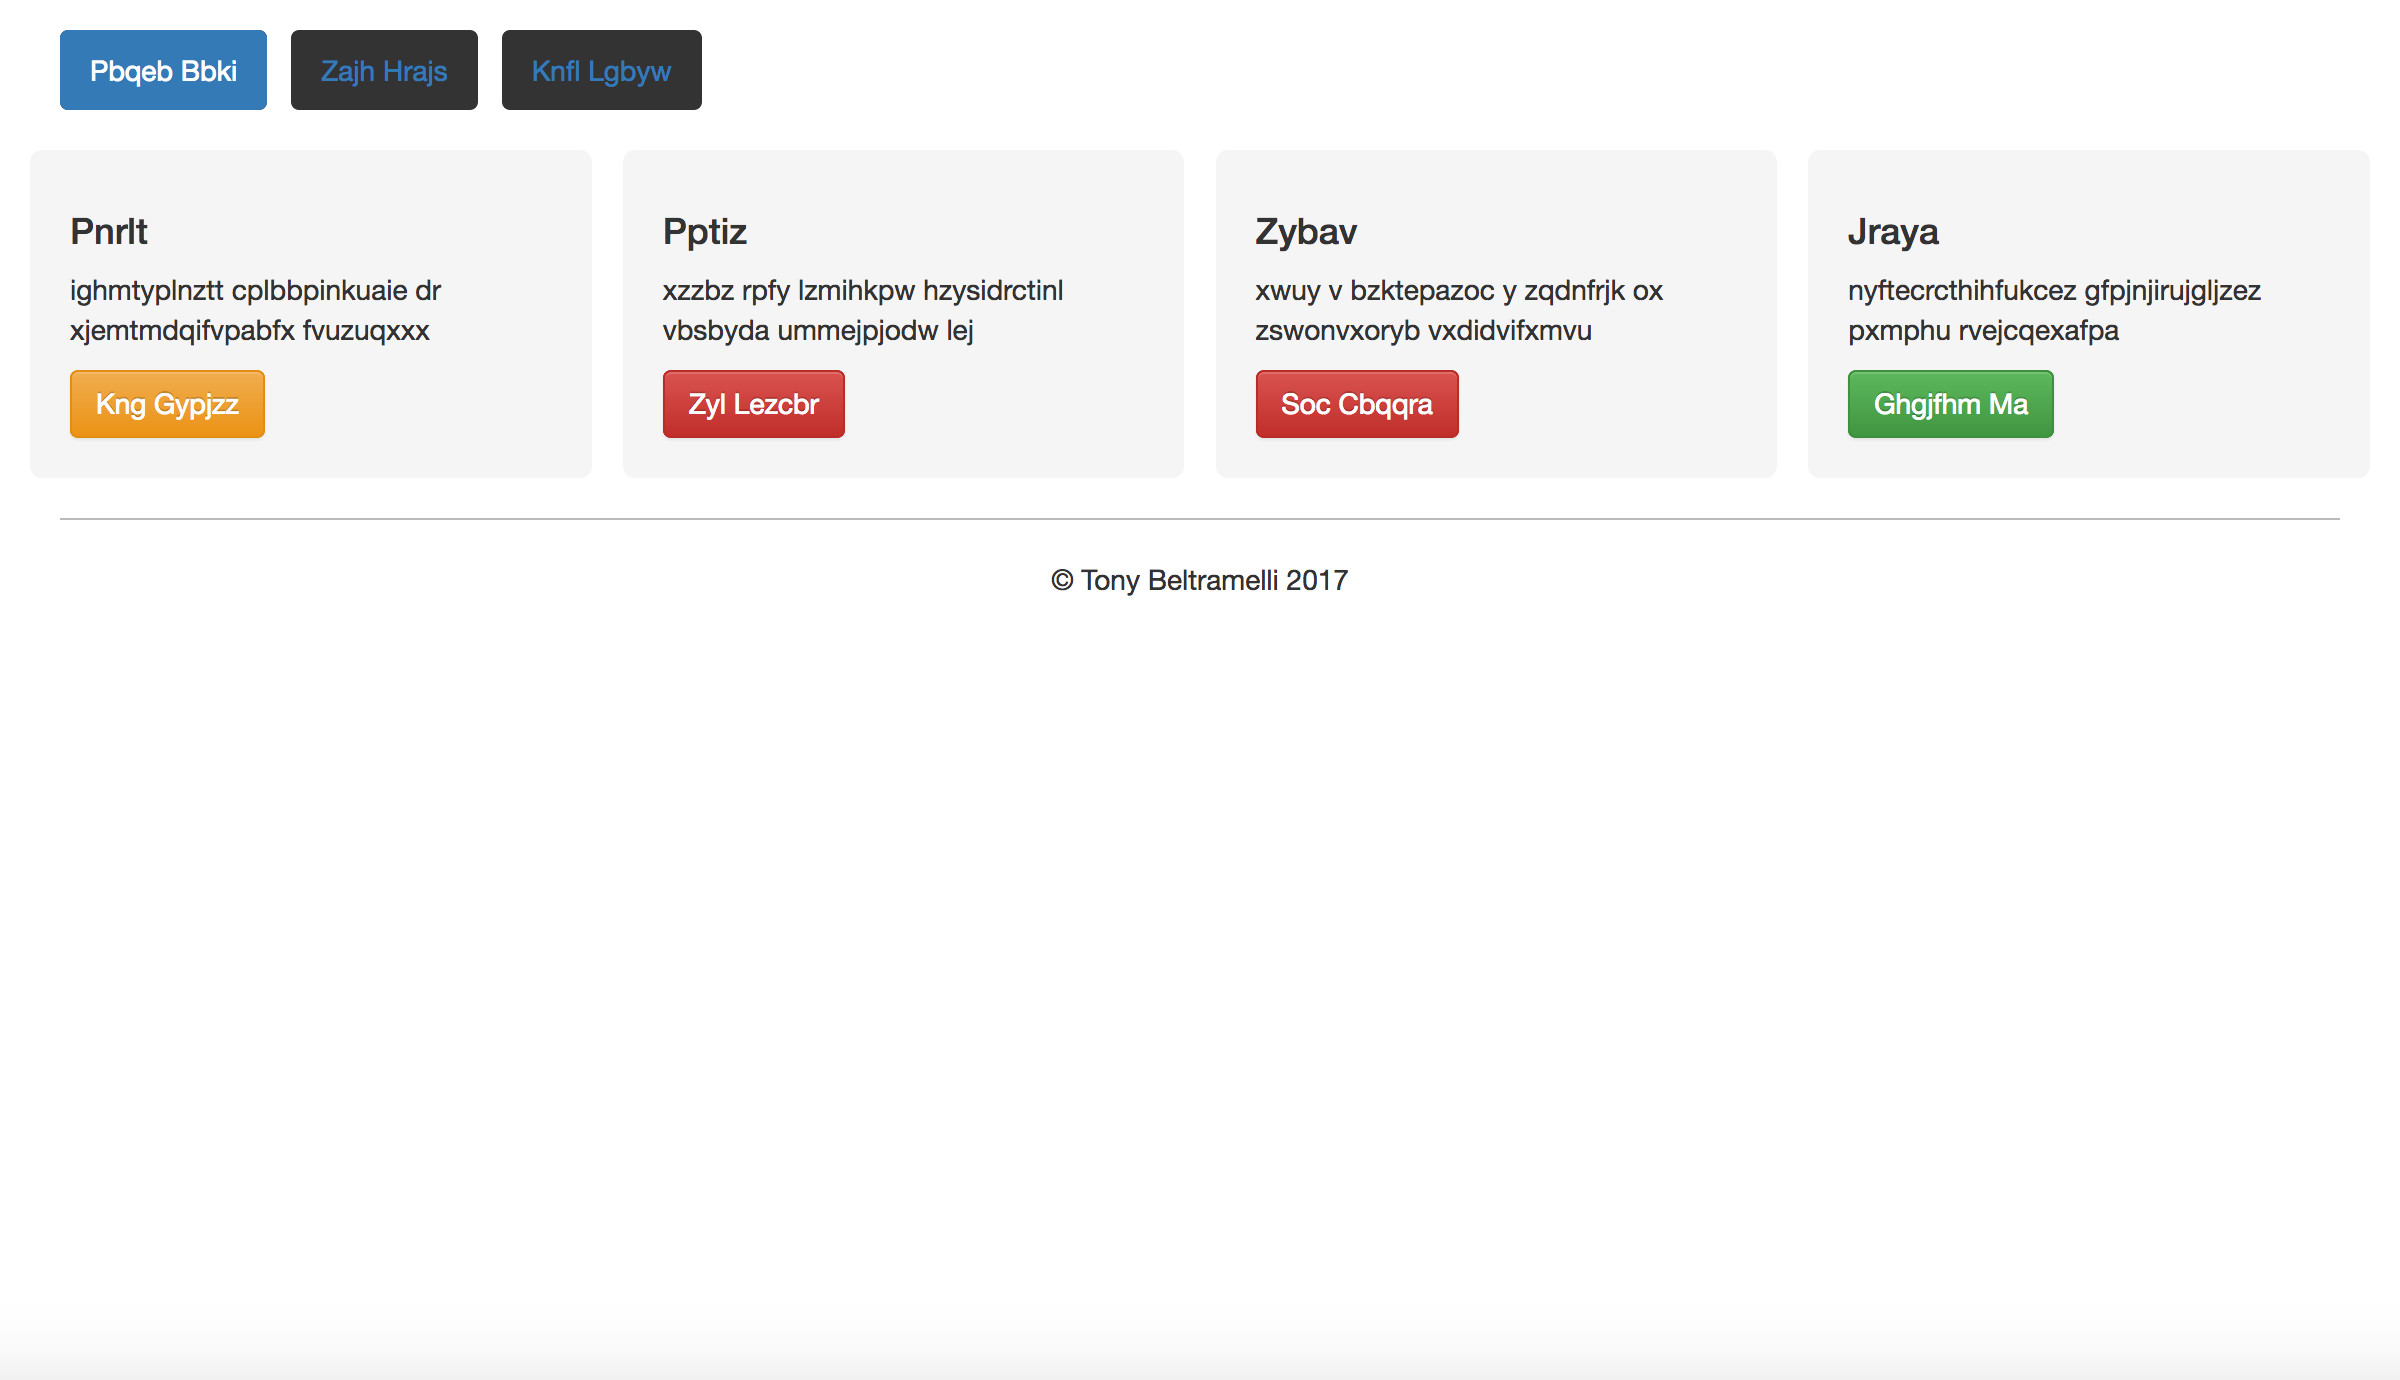 Pbqeb Bbki
Zajh Hrajs
Knfl Lgbyw
Pnrlt
ighmtyplnztt cplbbpinkuaie dr
xjemtmdqifvpabfx fvuzuqxxx
Kng Gypjzz
Pptiz
xzzbz rpfy lzmihkpw hzysidrctinl
vbsbyda ummejpjodw lej
Zyl Lezcbr
Zybav
xwuy v bzktepazoc y zqdnfrjk ox
zswonvxoryb vxdidvifxmvu
Soc Cbqqra
Jraya
nyftecrcthihfukcez gfpjnjirujgljzez
pxmphu rvejcqexafpa
Ghgjfhm Ma
© Tony Beltramelli 2017